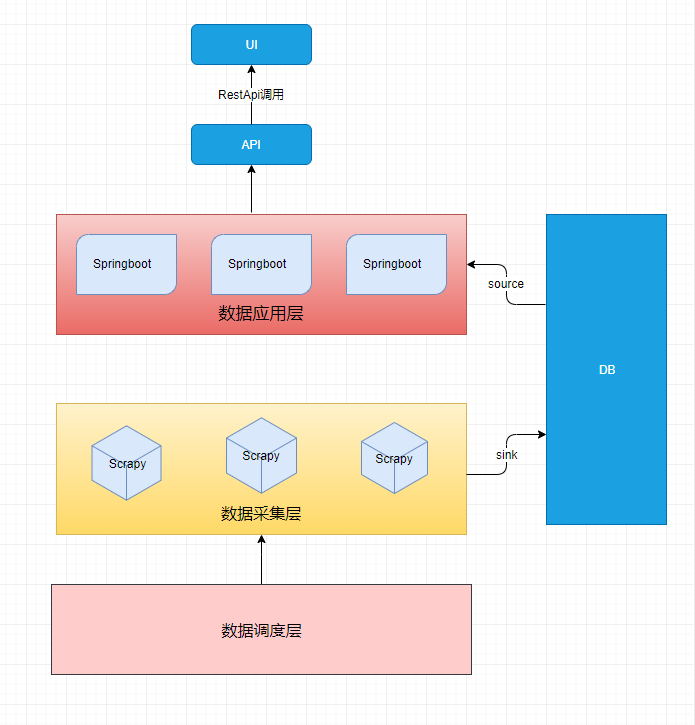 UI
RestApi调用
API
Springboot
Springboot
Springboot
数据应用层
source
DB
Scrapy
Scrapy
Scrapy
sink
数据采集层
数据调度层